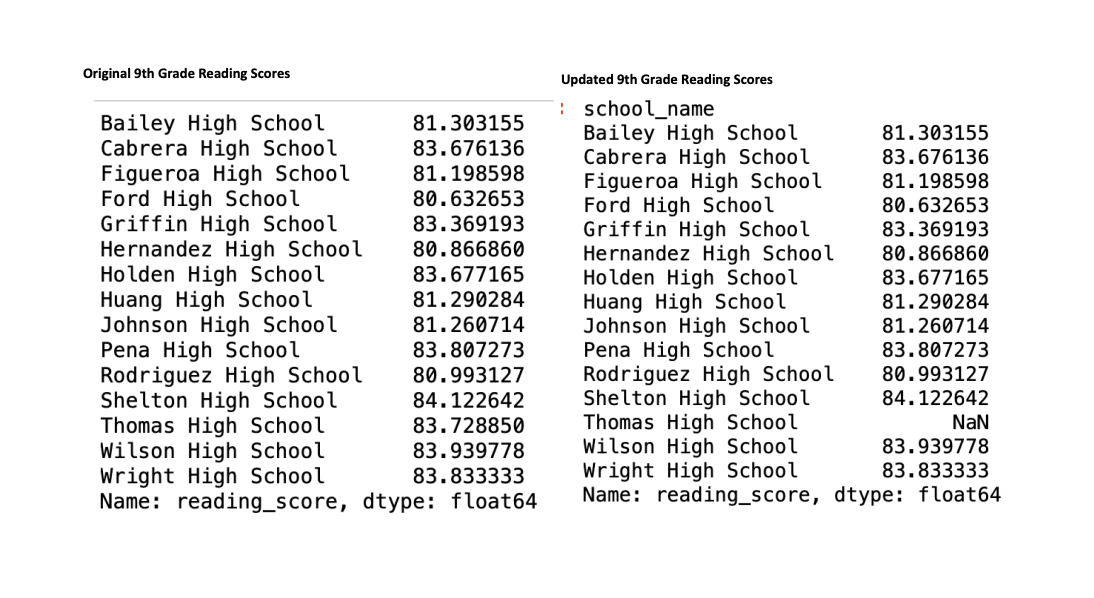 Original 9th Grade Reading Scores
Bailey High School 81.303155
Cabrera High School 83.676136
Figueroa High School 81.198598
Ford High School 80.632653
Griffin High School 83.369193
Hernandez High School 80.866860
Holden High School 83.677165
Huang High School 81.290284
Johnson High School 81.260714
Pena High School 83.807273
Rodriguez High School 80.993127
Shelton High School 84.122642
Thomas High School 83.728850
Wilson High School 83.939778
Wright High School 83.833333
Name: reading_score, dtype: float64
Updated 9th Grade Reading Scores
school_name
Bailey High School 81.303155
Cabrera High School 83.676136
Figueroa High School 81.198598
Ford High School 80.632653
Griffin High School 83.369193
Hernandez High School 80.866860
Holden High School 83.677165
Huang High School 81.290284
Johnson High School 81.260714
Pena High School 83.807273
Rodriguez High School 80.993127
Shelton High School 84.122642
Thomas High School NaN
Wilson High School 83.939778
Wright High School 83.833333
Name: reading_score, dtype: float64